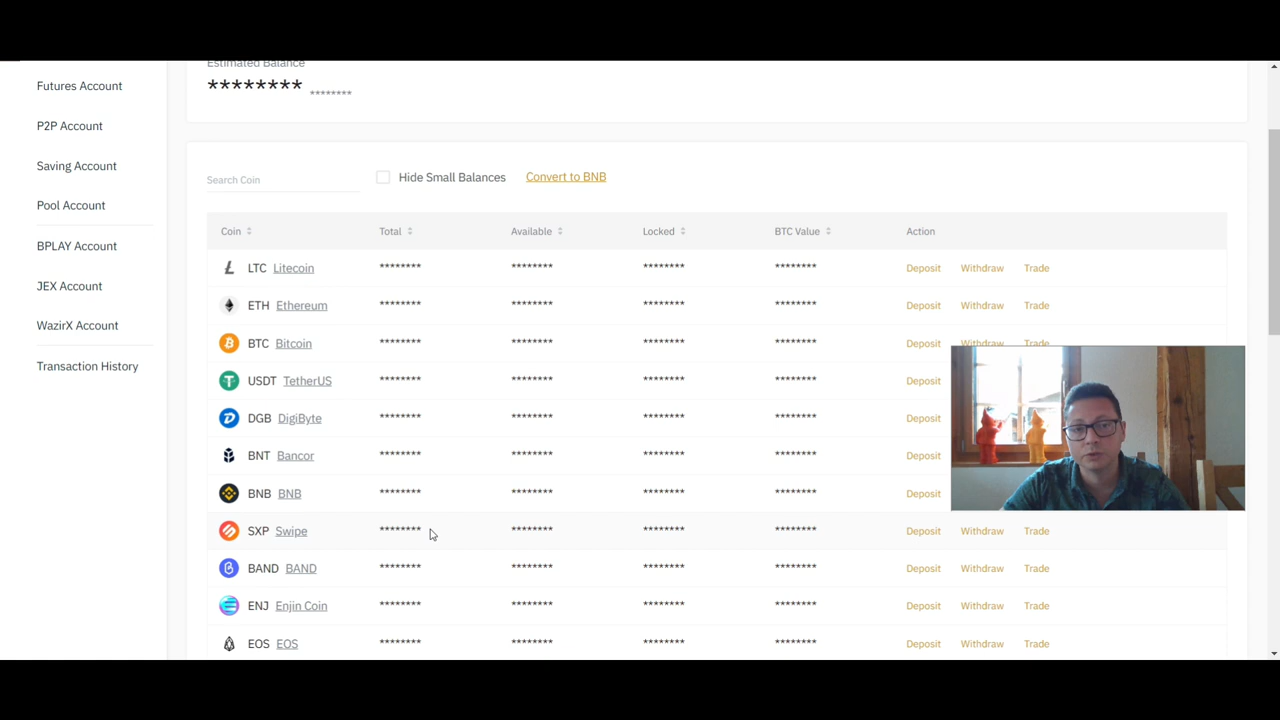 Estimated Balance
******** ********
Futures Account
P2P Account
Saving Account
Pool Account
BPLAY Account
JEX Account
WazirX Account
Transaction History
Search Coin Hide Small Balances Convert to BNB
Coin Total Available Locked BTC Value Action
LTC Litecoin ******** ******** ******** ******** Deposit Withdraw Trade
ETH Ethereum ******** ******** ******** ******** Deposit Withdraw Trade
BTC Bitcoin ******** ******** ******** ******** Deposit Withdraw Trade
USDT TetherUS ******** ******** ******** ******** Deposit
DGB DigiByte ******** ******** ******** ******** Deposit
BNT Bancor ******** ******** ******** ******** Deposit
BNB BNB ******** ******** ******** ******** Deposit
SXP Swipe ******** ******** ******** ******** Deposit Withdraw Trade
BAND BAND ******** ******** ******** ******** Deposit Withdraw Trade
ENJ Enjin Coin ******** ******** ******** ******** Deposit Withdraw Trade
EOS EOS ******** ******** ******** ******** Deposit Withdraw Trade